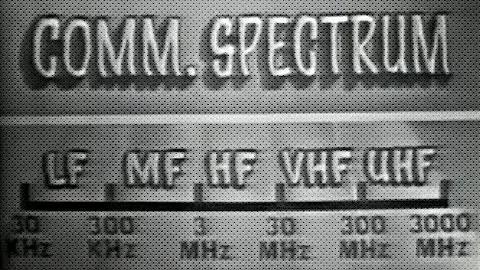 COMM. SPECTRUM
LF MF HF VHF UHF
30 300 3 30 300 3000
KHz KHz MHz MHz MHz MHz